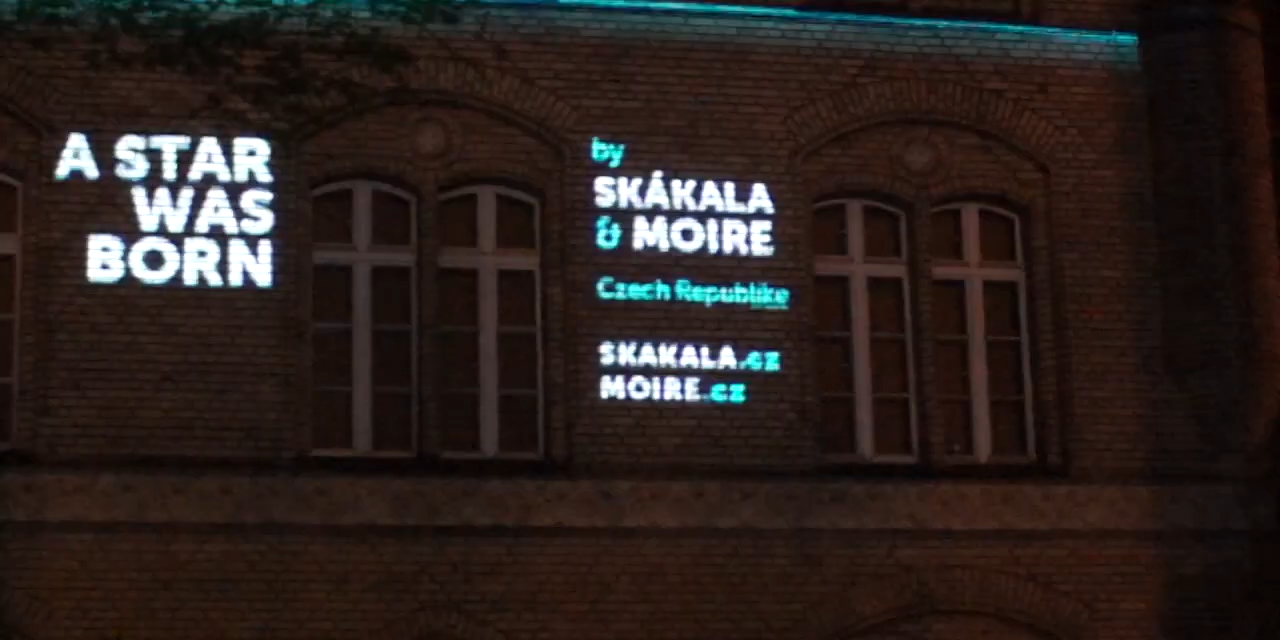 A STAR
WAS
BORN
by
SKÁKALA
& MOIRE
Czech Republike
SKAKALA.cz
MOIRE.cz